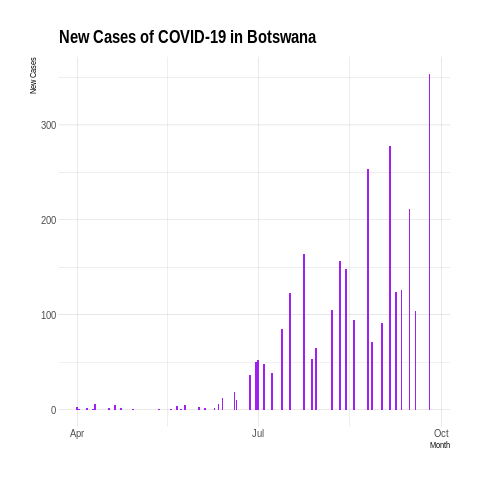 New Cases of COVID-19 in Botswana
New Cases
300
200
100
0
Apr
Jul
Oct
Month